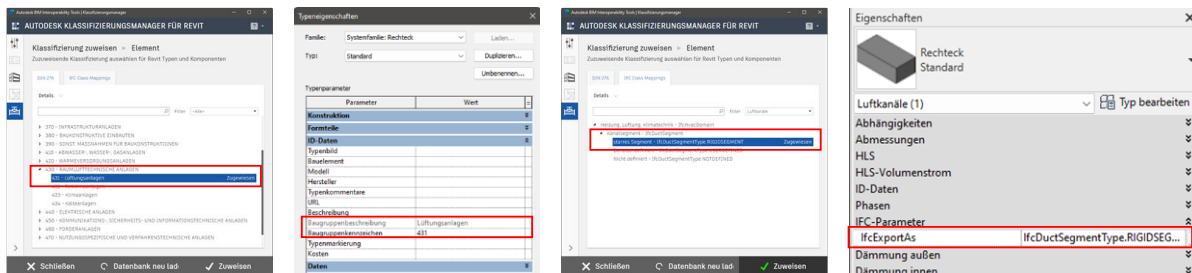 Autodesk BIM Interoperability Tools | Klassifizierungsmanager
AUTODESK KLASSIFIZIERUNGSMANAGER FÜR REVIT
Klassifizierung zuweisen ▸ Element
Zuzuweisende Klassifizierung auswählen für Revit Typen und Komponenten
DIN 276 IFC Class Mappings
Details
Filter <Alle>
370 - INFRASTRUKTURANLAGEN
380 - BAUKONSTRUKTIVE EINBAUTEN
390 - SONST. MASSNAHMEN FÜR BAUKONSTRUKTIONEN
410 - ABWASSER-, WASSER-, GASANLAGEN
420 - WÄRMEVERSORGUNGSANLAGEN
430 - RAUMLUFTTECHNISCHE ANLAGEN
431 - Lüftungsanlagen Zugewiesen
433 - Klimaanlagen
434 - Kälteanlagen
440 - ELEKTRISCHE ANLAGEN
450 - KOMMUNIKATIONS-, SICHERHEITS- UND INFORMATIONSTECHNISCHE ANLAGEN
460 - FÖRDERANLAGEN
470 - NUTZUNGSSPEZIFISCHE UND VERFAHRENSTECHNISCHE ANLAGEN
Schließen Datenbank neu lad Zuweisen
Typeneigenschaften
Familie: Systemfamilie: Rechteck Laden...
Typ: Standard Duplizieren...
Umbenennen...
Typenparameter
Parameter Wert =
Konstruktion
Formteile
ID-Daten
Typenbild
Bauelement
Modell
Hersteller
Typenkommentare
URL
Beschreibung
Baugruppenbeschreibung Lüftungsanlagen
Baugruppenkennzeichen 431
Typenmarkierung
Kosten
Daten
Autodesk BIM Interoperability Tools | Klassifizierungsmanager
AUTODESK KLASSIFIZIERUNGSMANAGER FÜR REVIT
Klassifizierung zuweisen ▸ Element
Zuzuweisende Klassifizierung auswählen für Revit Typen und Komponenten
DIN 276 IFC Class Mappings
Details
Filter Luftkanäle
Heizung, Lüftung, Klimatechnik - IfcHvacDomain
Kanalsegment - IfcDuctSegment
starres Segment - IfcDuctSegmentType.RIGIDSEGMENT Zugewiesen
Nicht definiert - IfcDuctSegmentType.NOTDEFINED
Schließen Datenbank neu lad Zuweisen
Eigenschaften
Rechteck
Standard
Luftkanäle (1) Typ bearbeiten
Abhängigkeiten
Abmessungen
HLS
HLS-Volumenstrom
ID-Daten
Phasen
IFC-Parameter
IfcExportAs IfcDuctSegmentType.RIGIDSEG...
Dämmung außen
Dämmung innen